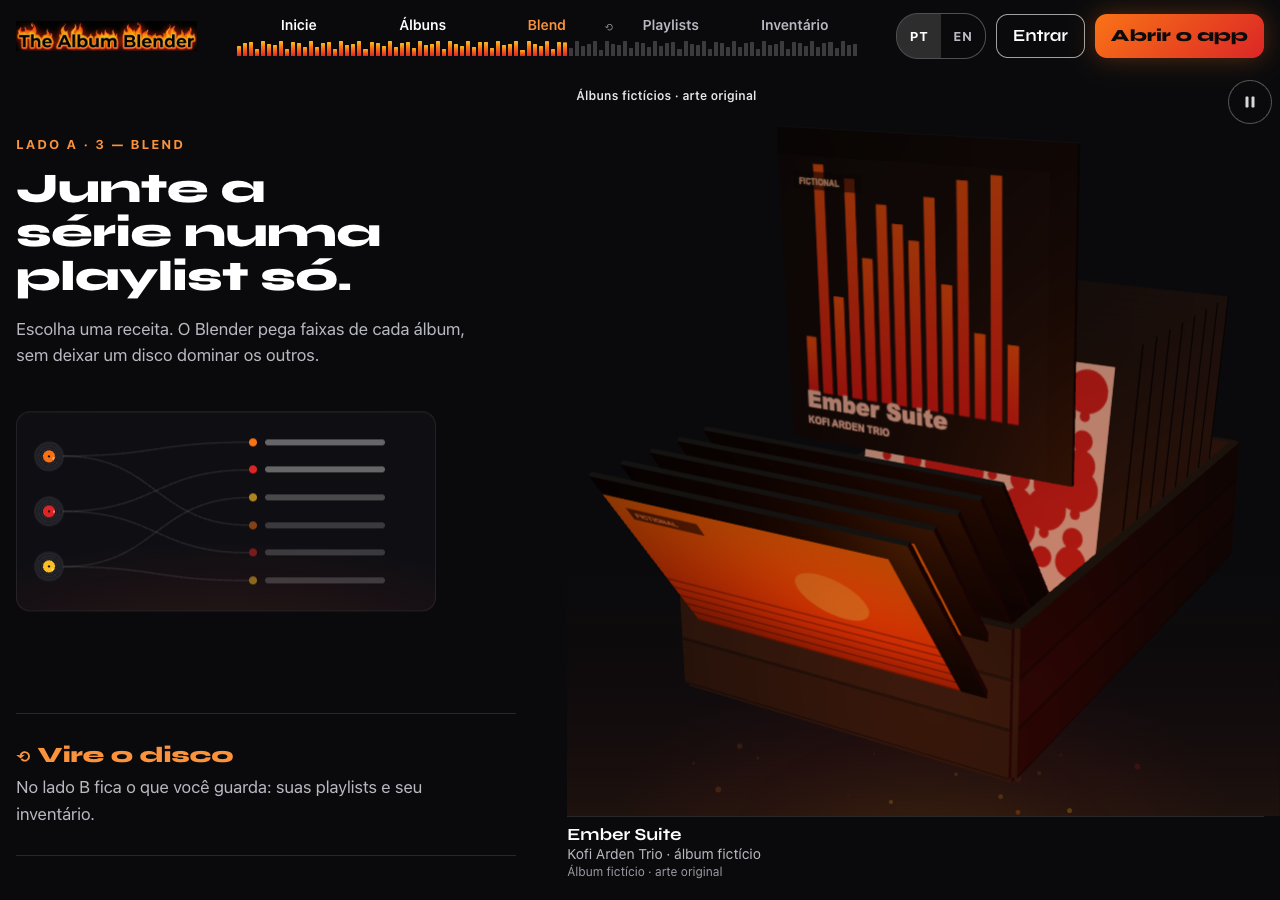 The Album Blender
Inicie
Álbuns
Blend
⟲
Playlists
Inventário
PT
EN
Entrar
Abrir o app
Álbuns fictícios · arte original
LADO A · 3 — BLEND
Junte a
série numa
playlist só.
Escolha uma receita. O Blender pega faixas de cada álbum,
sem deixar um disco dominar os outros.
FICTIONAL
Ember Suite
KOFI ARDEN TRIO
FICTIONAL
⟲ Vire o disco
No lado B fica o que você guarda: suas playlists e seu
inventário.
Ember Suite
Kofi Arden Trio · álbum fictício
Álbum fictício · arte original